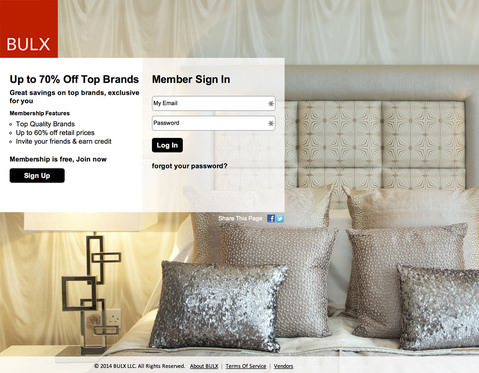 BULX
Up to 70% Off Top Brands
Great savings on top brands, exclusive
for you
Membership Features
Top Quality Brands
Up to 60% off retail prices
Invite your friends & earn credit
Membership is free, Join now
Sign Up
Member Sign In
My Email
Password
Log In
forgot your password?
Share This Page
© 2014 BULX LLC. All Rights Reserved. About BULX | Terms Of Service | Vendors